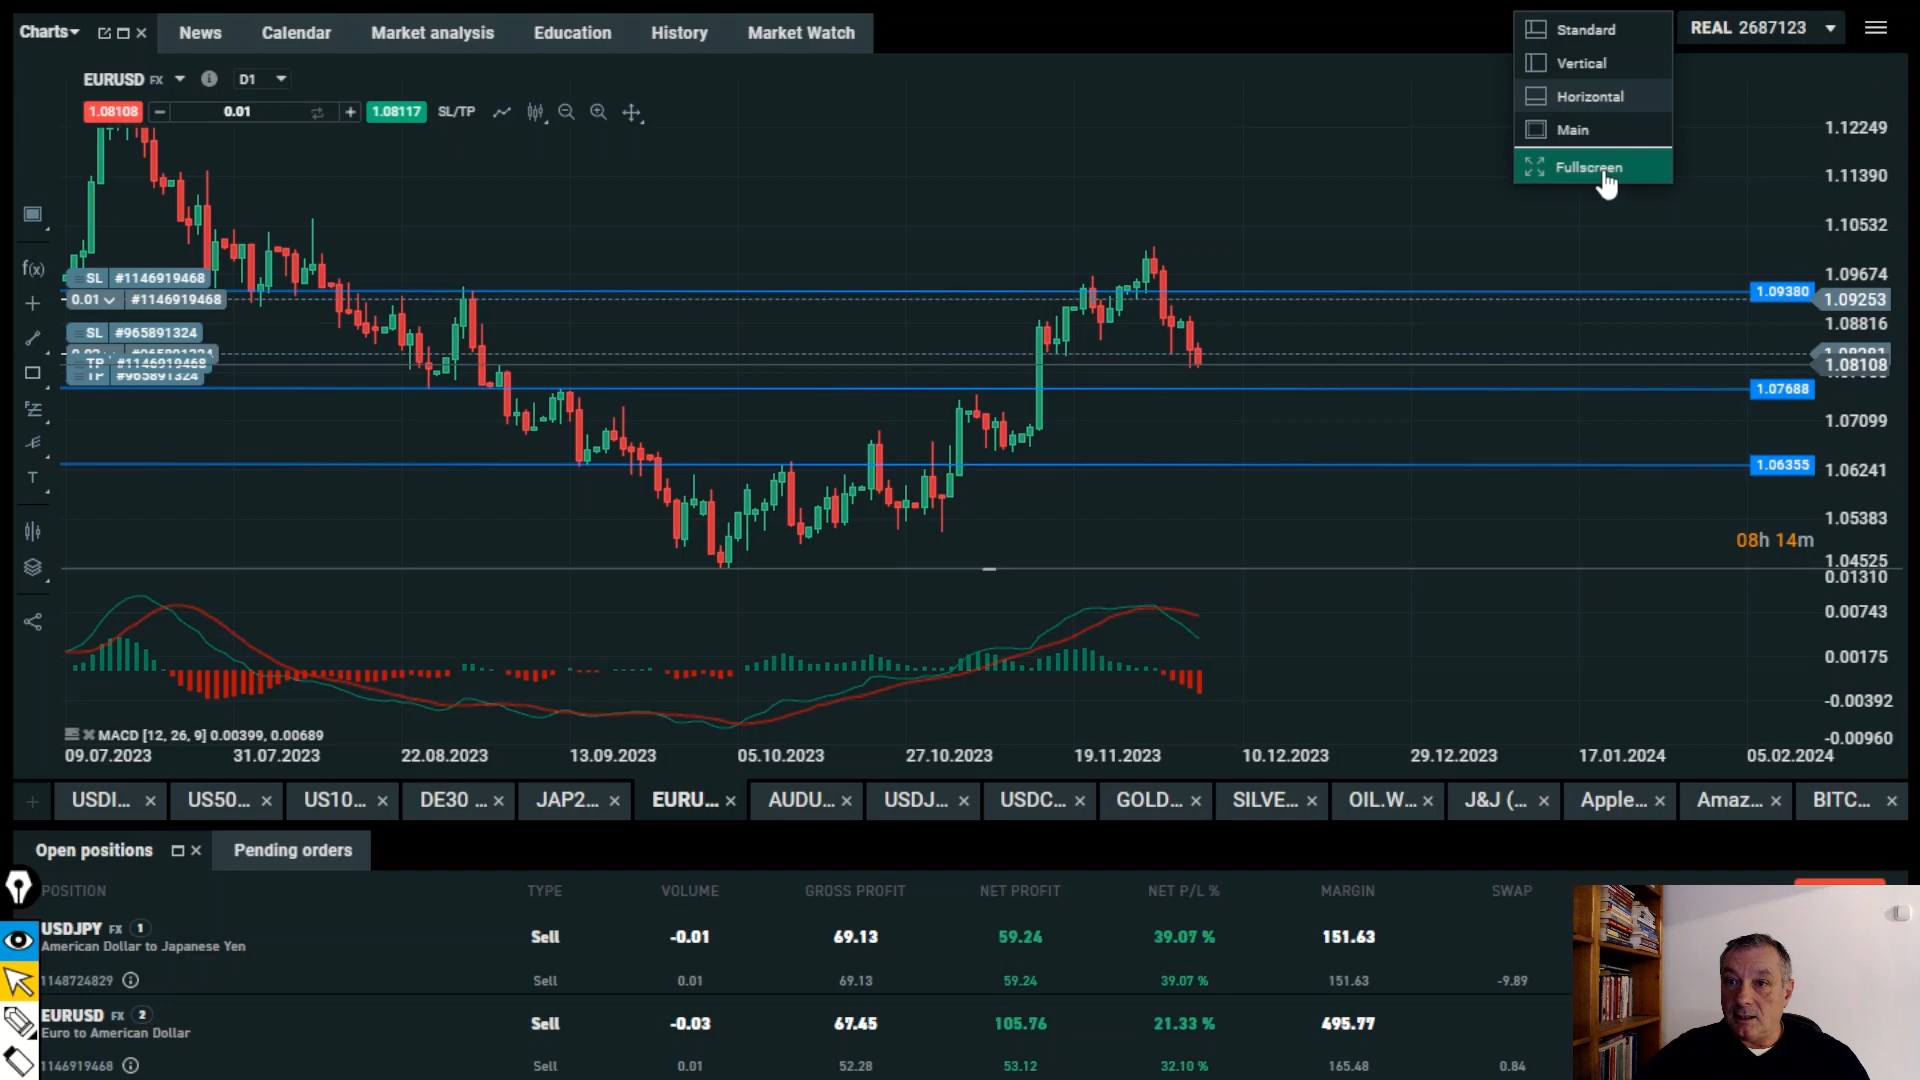 Charts
News
Calendar
Market analysis
Education
History
Market Watch
Standard
Vertical
Horizontal
Main
Fullscreen
REAL 2687123
EURUSD FX
D1
1.08108
0.01
1.08117
SL/TP
1.12249
1.11390
1.10532
1.09674
1.09380
1.09253
1.08816
1.08108
1.07688
1.07099
1.06355
1.06241
1.05383
08h 14m
1.04525
f(x)
T
SL #1146919468
0.01 #1146919468
SL #965891324
TP #1146919468
TP #965891324
0.01310
0.00743
0.00175
-0.00392
-0.00960
MACD [12, 26, 9] 0.00399, 0.00689
09.07.2023
31.07.2023
22.08.2023
13.09.2023
05.10.2023
27.10.2023
19.11.2023
10.12.2023
29.12.2023
17.01.2024
05.02.2024
USDI...
US50...
US10...
DE30 ...
JAP2...
EURU...
AUDU...
USDJ...
USDC...
GOLD...
SILVE...
OIL.W...
J&J (...
Apple...
Amaz...
BITC...
Open positions
Pending orders
POSITION TYPE VOLUME GROSS PROFIT NET PROFIT NET P/L % MARGIN SWAP
USDJPY FX 1 Sell -0.01 69.13 59.24 39.07 % 151.63
American Dollar to Japanese Yen
1148724829 Sell 0.01 69.13 59.24 39.07 % 151.63 -9.89
EURUSD FX 2 Sell -0.03 67.45 105.76 21.33 % 495.77
Euro to American Dollar
1146919468 Sell 0.01 52.28 53.12 32.10 % 165.48 0.84